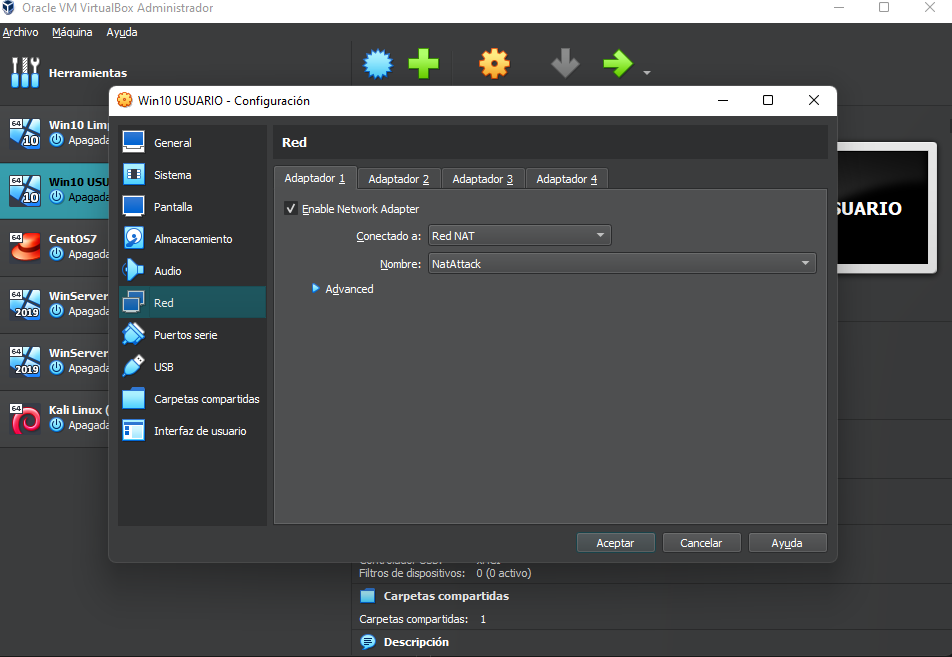 Oracle VM VirtualBox Administrador
Archivo Máquina Ayuda
Herramientas
Win10 USUARIO - Configuración
64
10
Win10 Lim
Apagada
64
10
Win10 USU
Apagada
64
CentOS7
Apagada
64
2019
WinServer
Apagada
64
2019
WinServer
Apagada
64
Kali Linux (
Apagada
General
Sistema
Pantalla
Almacenamiento
Audio
Red
Puertos serie
USB
Carpetas compartidas
Interfaz de usuario
Red
Adaptador 1 Adaptador 2 Adaptador 3 Adaptador 4
Enable Network Adapter
Conectado a: Red NAT
Nombre: NatAttack
Advanced
Aceptar Cancelar Ayuda
SUARIO
Filtros de dispositivos: 0 (0 activo)
Carpetas compartidas
Carpetas compartidas: 1
Descripción